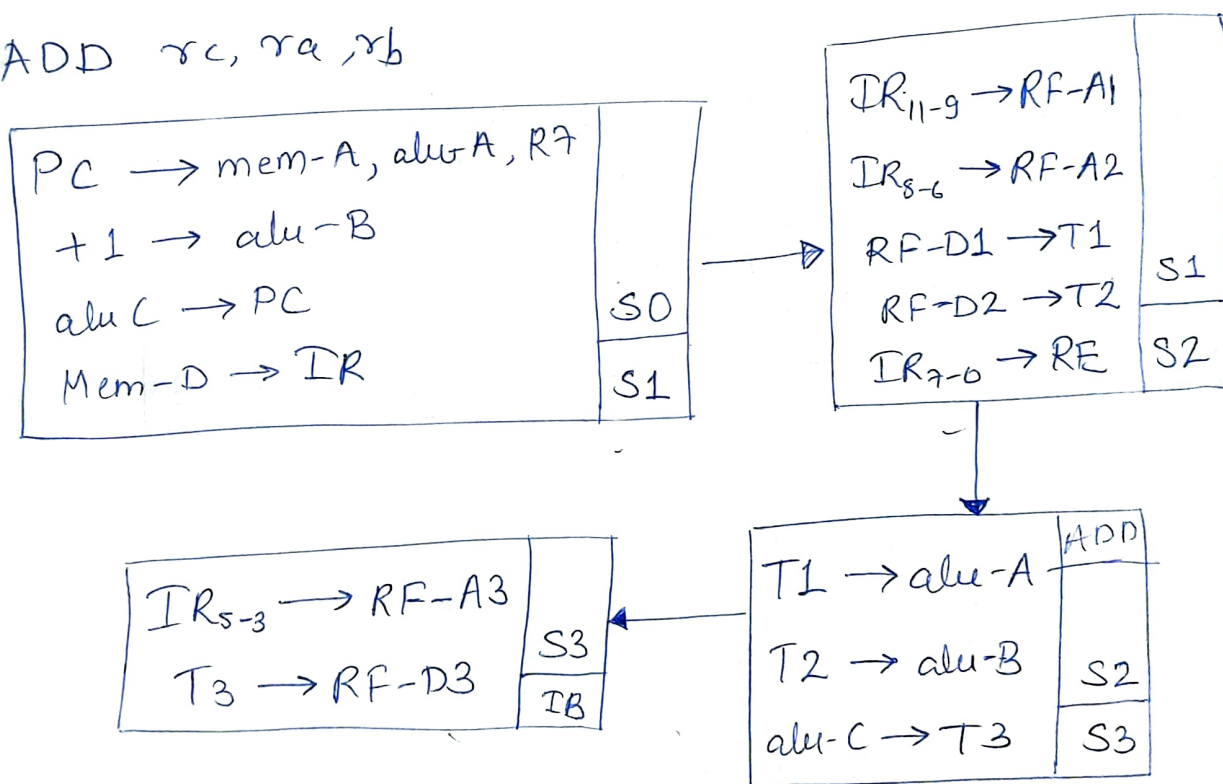 ADD rc, ra, rb
PC → mem-A, alu-A, R7
+1 → alu-B
alu C → PC
Mem-D → IR
S0
S1
IR11-9 → RF-A1
IR8-6 → RF-A2
RF-D1 → T1
RF-D2 → T2
IR7-0 → RE
S1
S2
T1 → alu-A
T2 → alu-B
alu-C → T3
ADD
S2
S3
IR5-3 → RF-A3
T3 → RF-D3
S3
IB